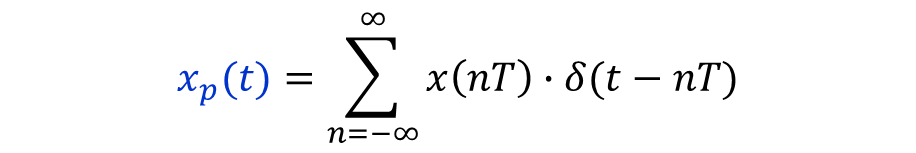 x_p(t) = ∑_{n=−∞}^{∞} x(nT) · δ(t − nT)